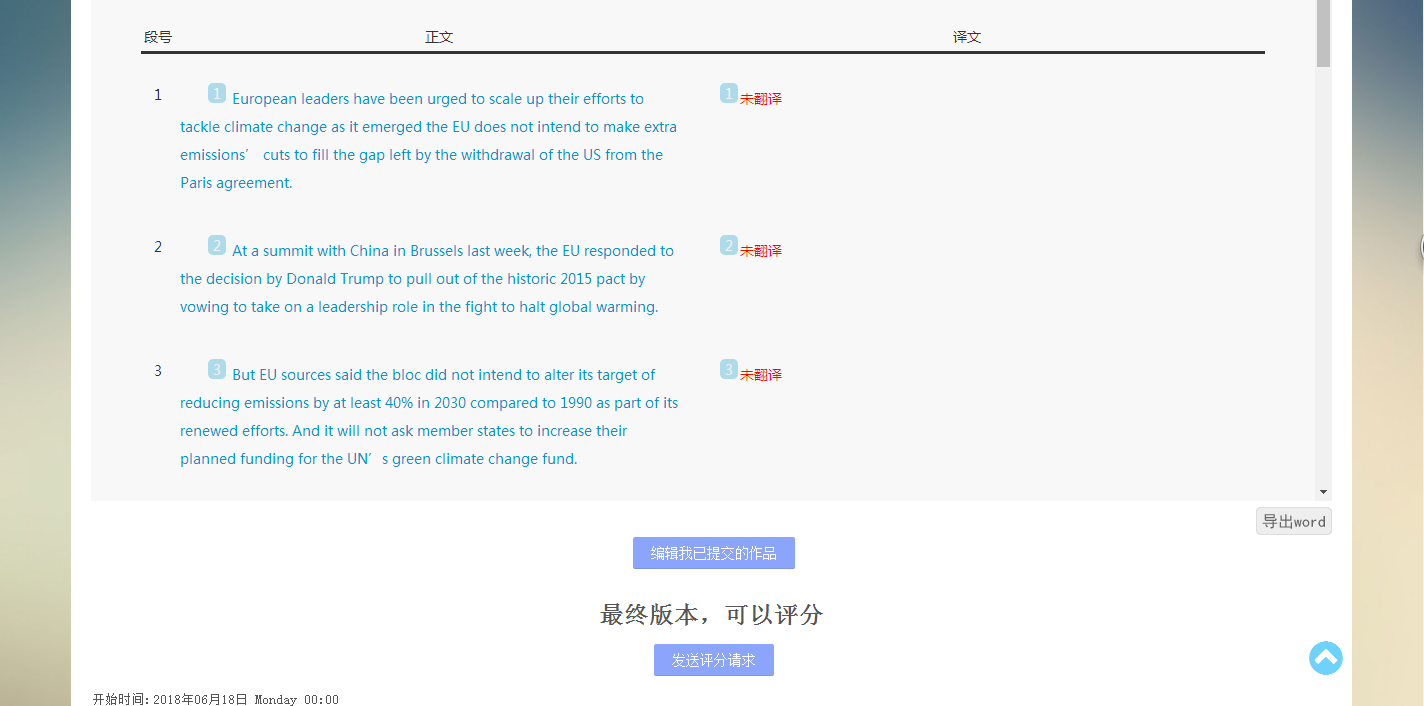 段号 正文 译文
1 1 European leaders have been urged to scale up their efforts to 1 未翻译
tackle climate change as it emerged the EU does not intend to make extra
emissions’ cuts to fill the gap left by the withdrawal of the US from the
Paris agreement.
2 2 At a summit with China in Brussels last week, the EU responded to 2 未翻译
the decision by Donald Trump to pull out of the historic 2015 pact by
vowing to take on a leadership role in the fight to halt global warming.
3 3 But EU sources said the bloc did not intend to alter its target of 3 未翻译
reducing emissions by at least 40% in 2030 compared to 1990 as part of its
renewed efforts. And it will not ask member states to increase their
planned funding for the UN’s green climate change fund.
导出word
编辑我已提交的作品
最终版本，可以评分
发送评分请求
开始时间:2018年06月18日 Monday 00:00